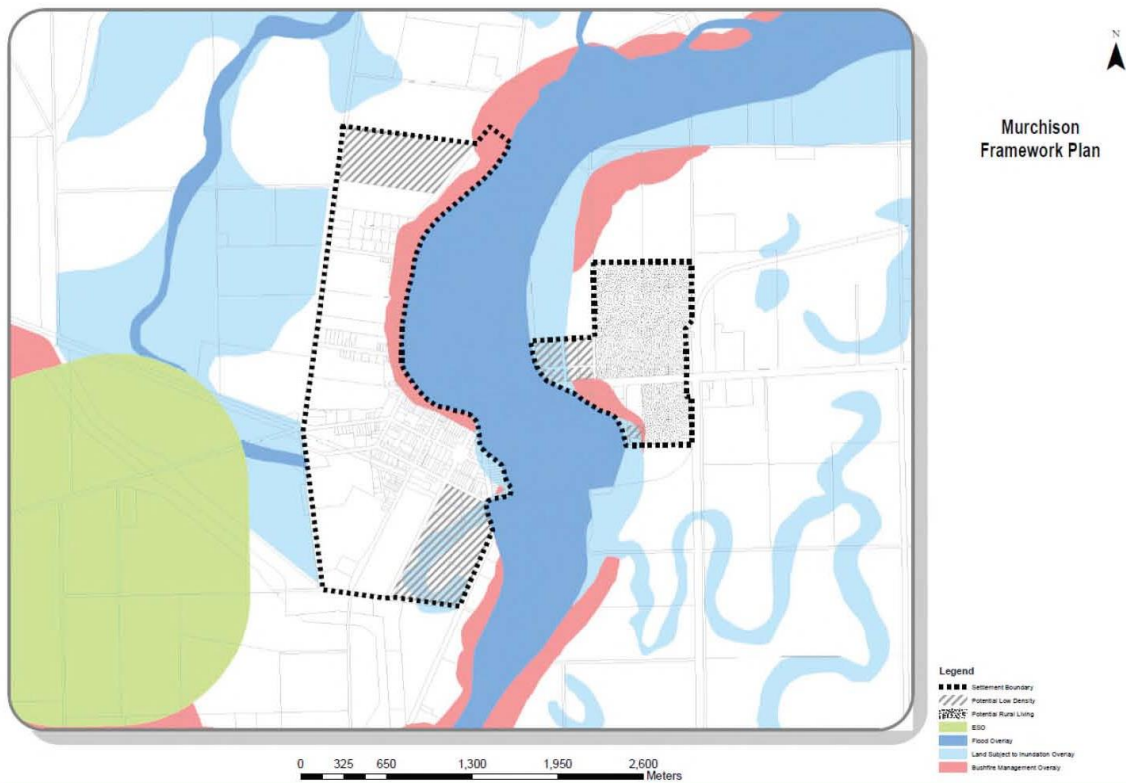 N
Murchison
Framework Plan
Legend
Settlement Boundary
Potential Low Density
Potential Rural Living
ESO
Flood Overlay
Land Subject to Inundation Overlay
Bushfire Management Overlay
0 325 650 1,300 1,950 2,600
Meters